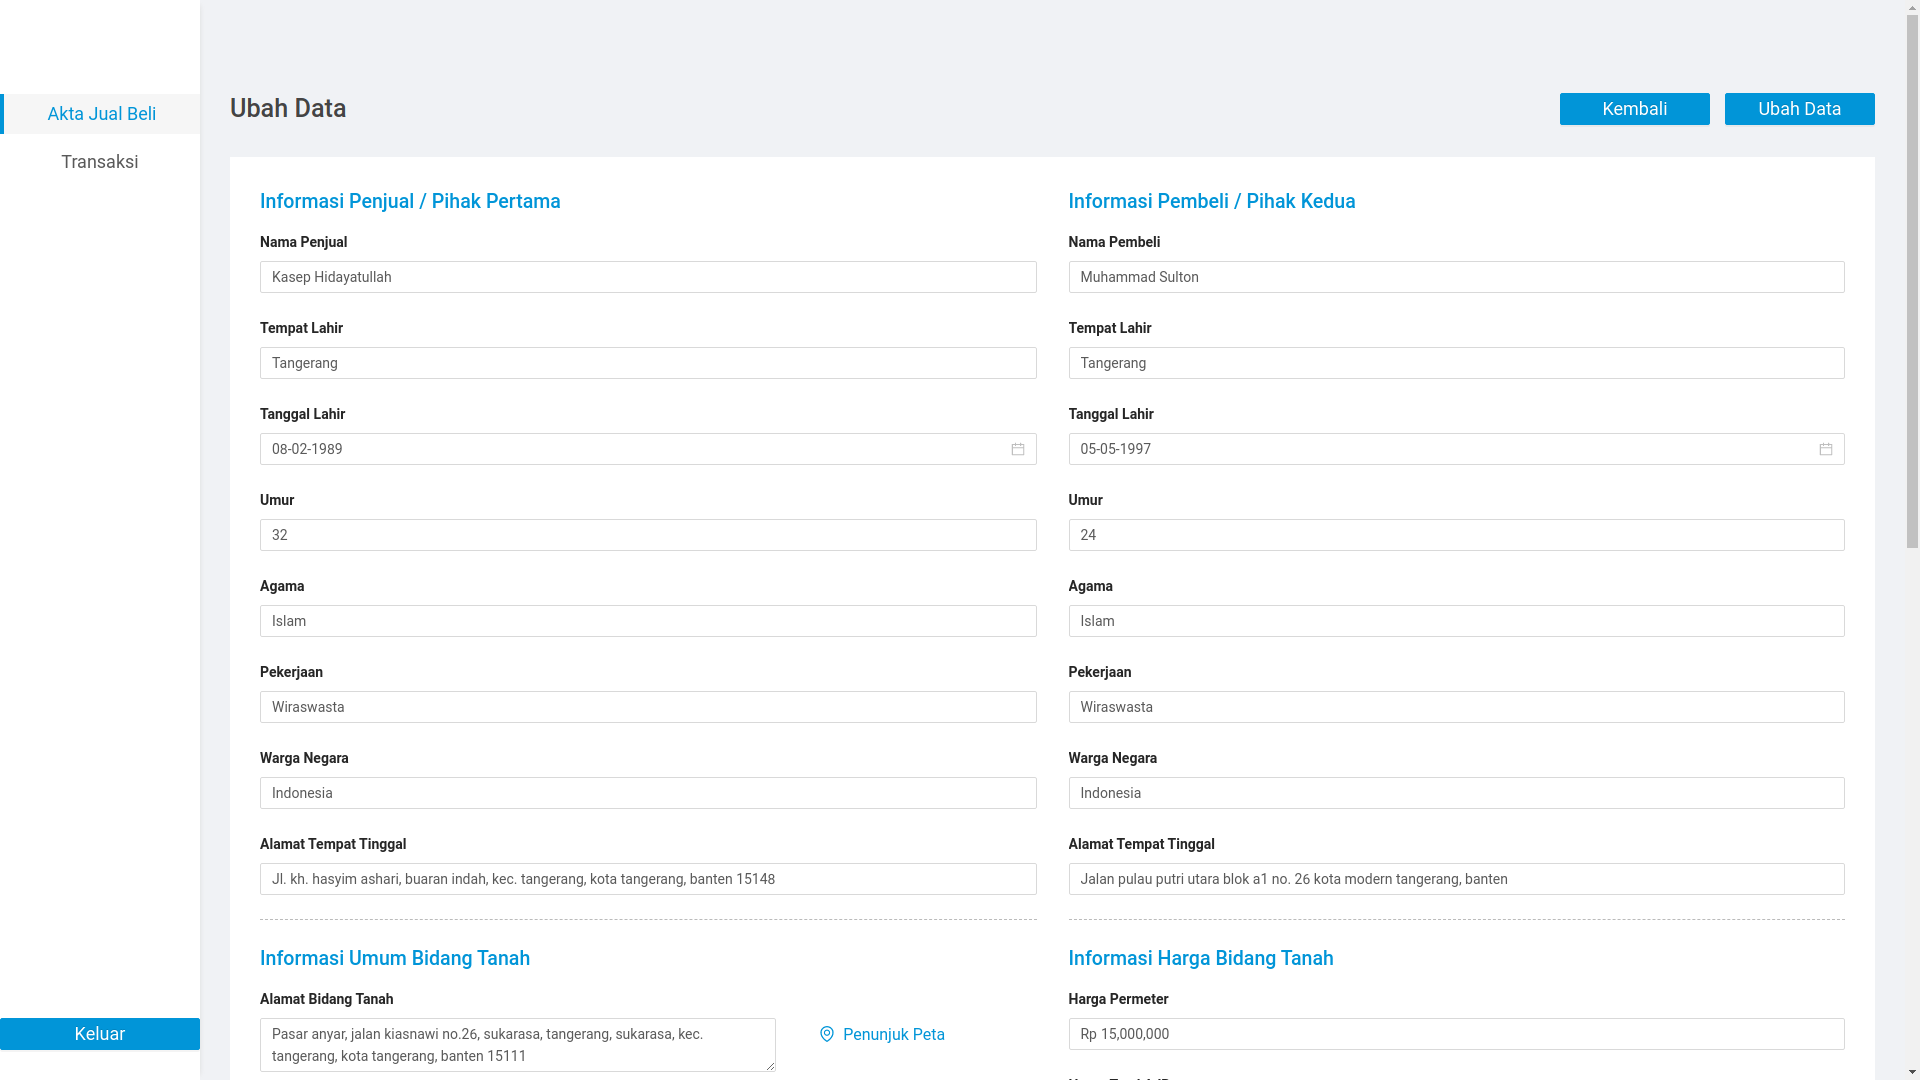 Akta Jual Beli
Transaksi
Keluar
Ubah Data
Kembali
Ubah Data
Informasi Penjual / Pihak Pertama
Nama Penjual
Kasep Hidayatullah
Tempat Lahir
Tangerang
Tanggal Lahir
08-02-1989
Umur
32
Agama
Islam
Pekerjaan
Wiraswasta
Warga Negara
Indonesia
Alamat Tempat Tinggal
Jl. kh. hasyim ashari, buaran indah, kec. tangerang, kota tangerang, banten 15148
Informasi Pembeli / Pihak Kedua
Nama Pembeli
Muhammad Sulton
Tempat Lahir
Tangerang
Tanggal Lahir
05-05-1997
Umur
24
Agama
Islam
Pekerjaan
Wiraswasta
Warga Negara
Indonesia
Alamat Tempat Tinggal
Jalan pulau putri utara blok a1 no. 26 kota modern tangerang, banten
Informasi Umum Bidang Tanah
Alamat Bidang Tanah
Pasar anyar, jalan kiasnawi no.26, sukarasa, tangerang, sukarasa, kec.
tangerang, kota tangerang, banten 15111
Penunjuk Peta
Informasi Harga Bidang Tanah
Harga Permeter
Rp 15,000,000